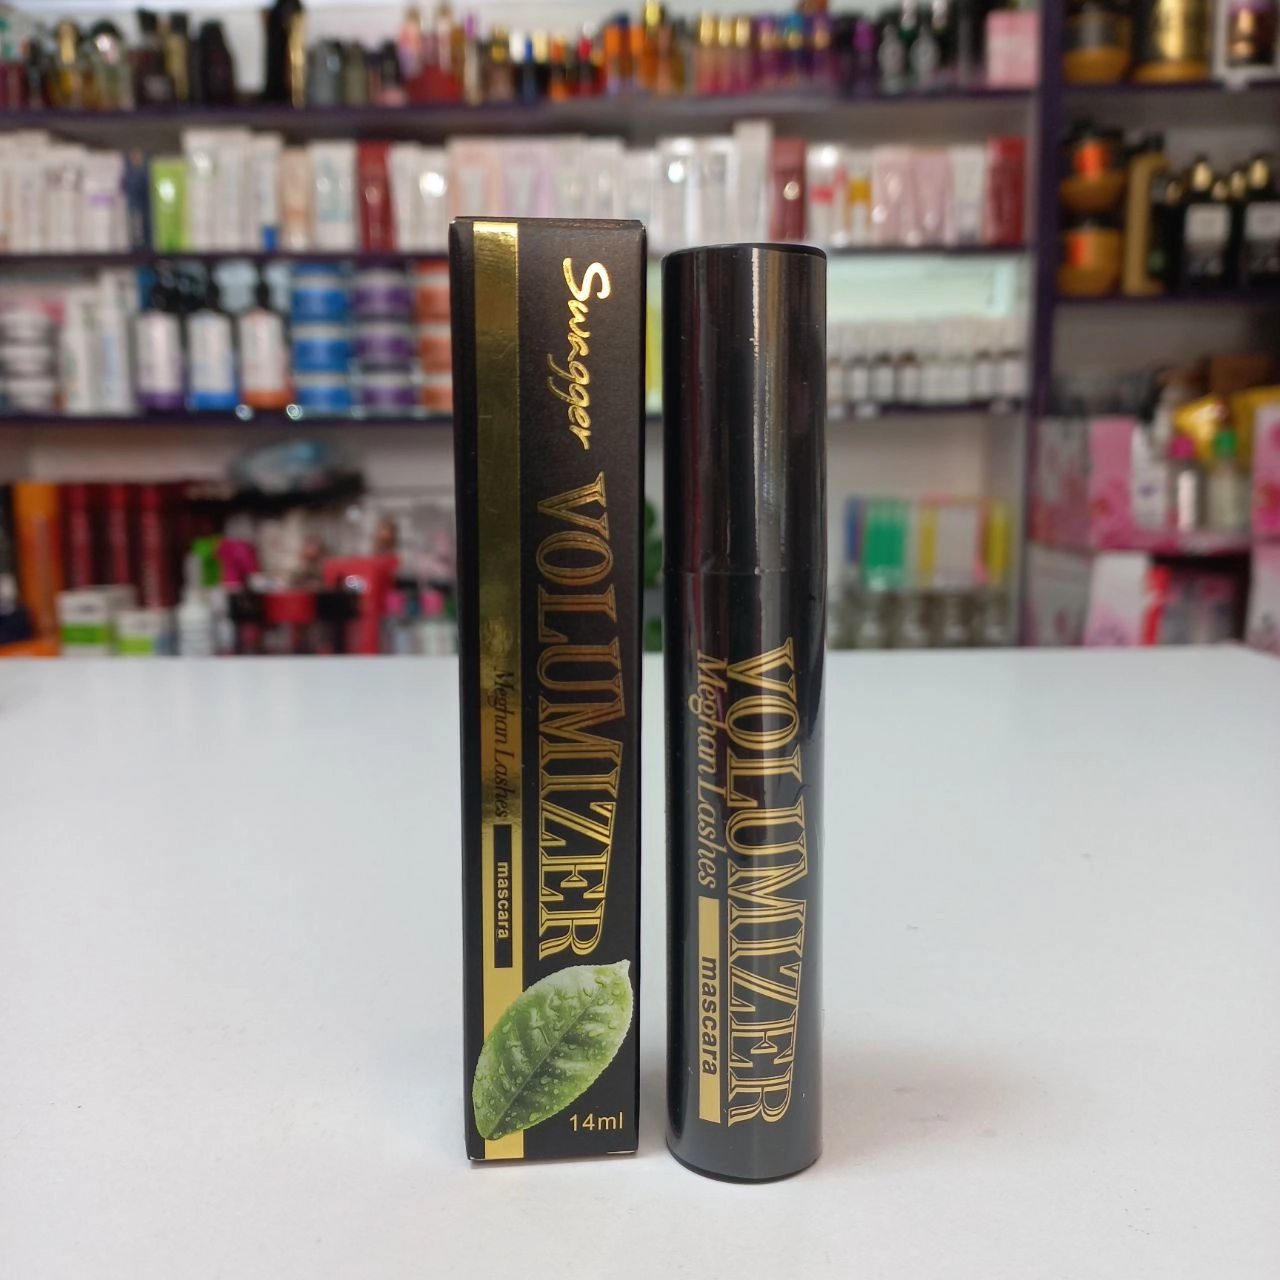 Swagger
VOLUMIZER
Meghan Lashes
mascara
14ml
VOLUMIZER
Meghan Lashes
mascara